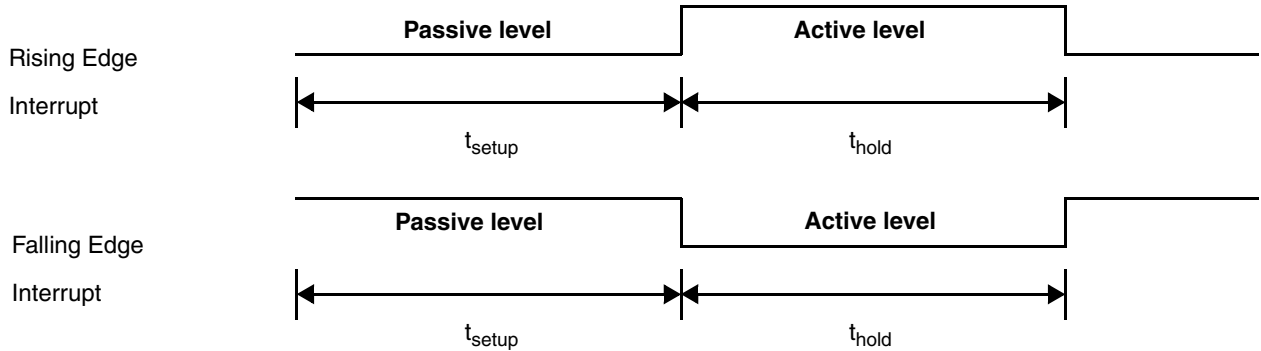 Passive level
Active level
Rising Edge
Interrupt
tsetup
thold
Passive level
Active level
Falling Edge
Interrupt
tsetup
thold